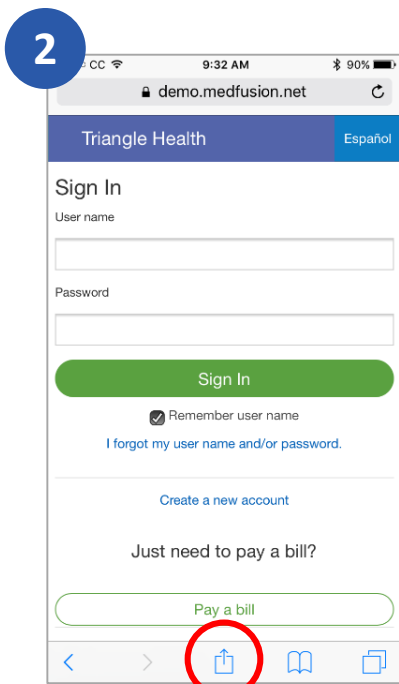 2
CC 9:32 AM 90%
demo.medfusion.net
Triangle Health Español
Sign In
User name
Password
Sign In
Remember user name
I forgot my user name and/or password.
Create a new account
Just need to pay a bill?
Pay a bill